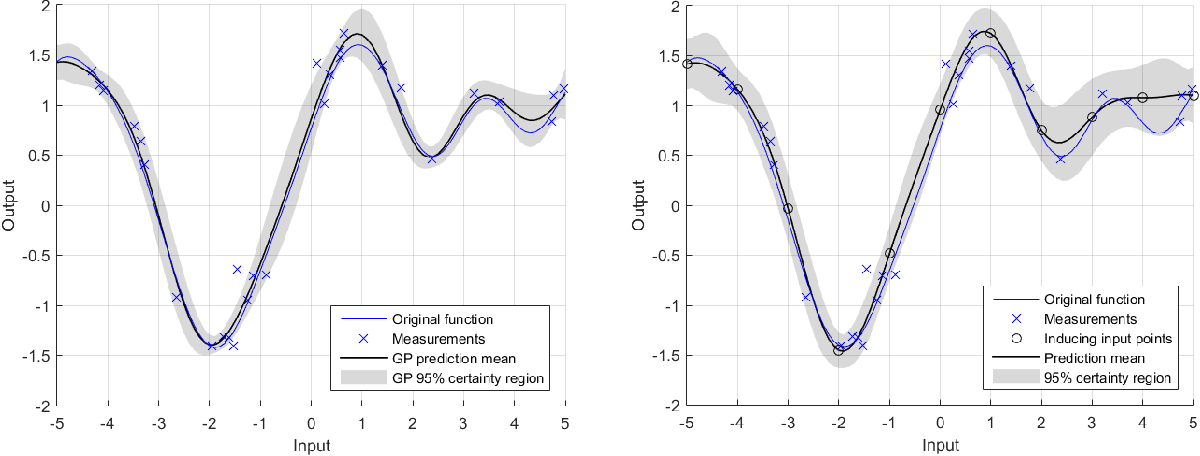 2
1.5
1
0.5
0
-0.5
-1
-1.5
-2
Output
-5 -4 -3 -2 -1 0 1 2 3 4 5
Input
Original function
Measurements
GP prediction mean
GP 95% certainty region
2
1.5
1
0.5
0
-0.5
-1
-1.5
-2
Output
-5 -4 -3 -2 -1 0 1 2 3 4 5
Input
Original function
Measurements
Inducing input points
Prediction mean
95% certainty region